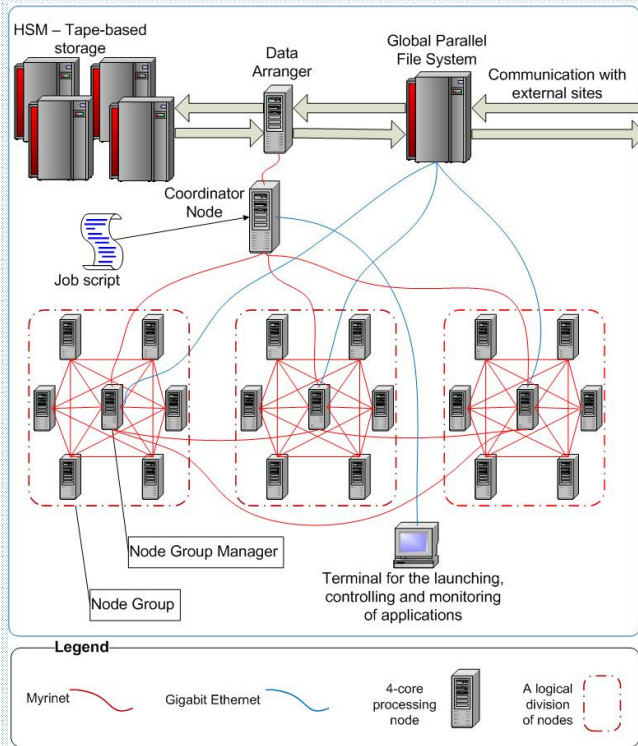 HSM – Tape-based
storage
Data
Arranger
Global Parallel
File System
Communication with
external sites
Coordinator
Node
Job script
Node Group Manager
Node Group
Terminal for the launching,
controlling and monitoring
of applications
Legend
Myrinet
Gigabit Ethernet
4-core
processing
node
A logical
division
of nodes